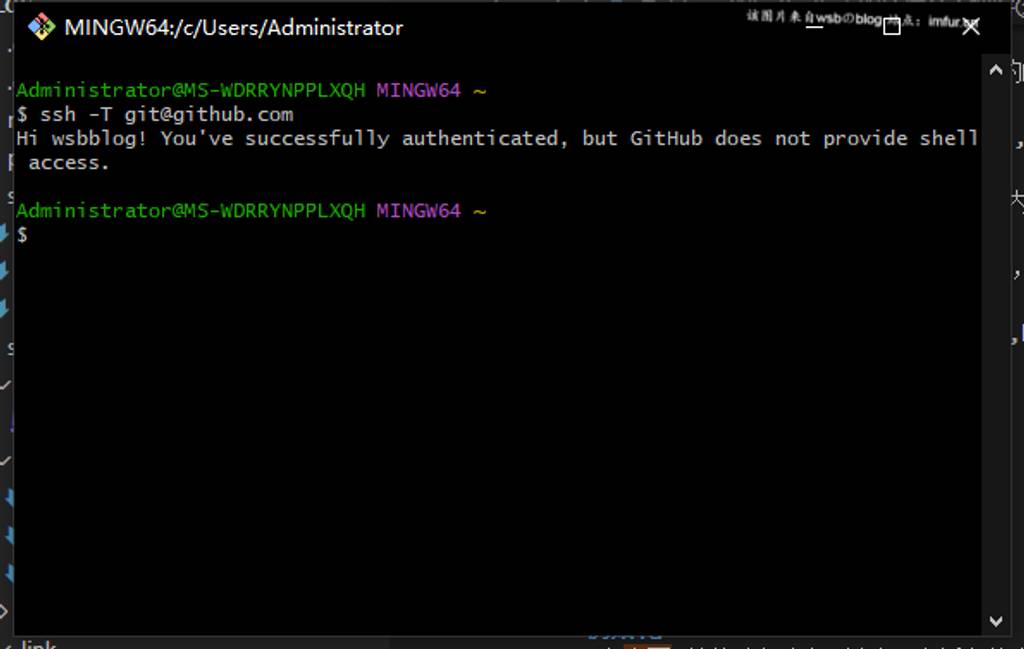 MINGW64:/c/Users/Administrator
该图片来自wsbのblog 站点：imfur.
Administrator@MS-WDRRYNPPLXQH MINGW64 ~
$ ssh -T git@github.com
Hi wsbblog! You've successfully authenticated, but GitHub does not provide shell
access.
Administrator@MS-WDRRYNPPLXQH MINGW64 ~
$
link